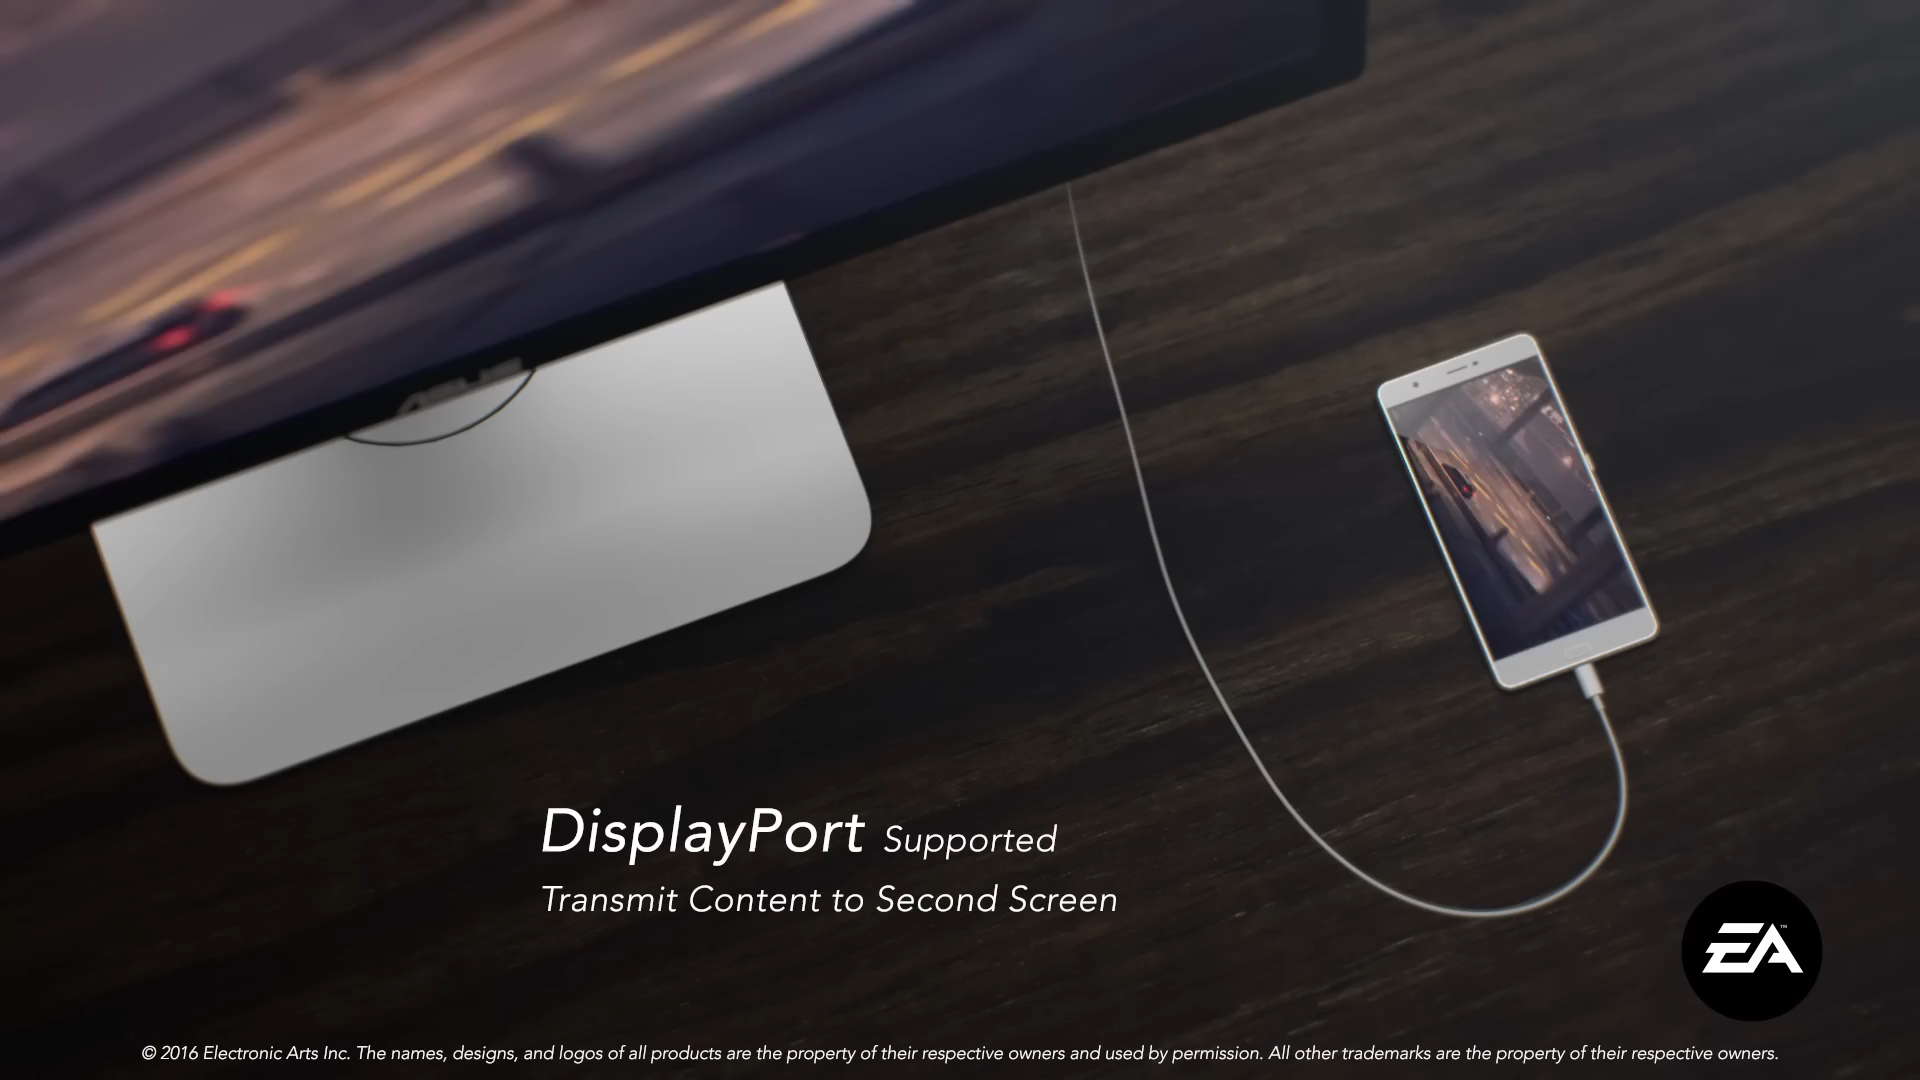 ASUS
DisplayPort Supported
Transmit Content to Second Screen
EA™
© 2016 Electronic Arts Inc. The names, designs, and logos of all products are the property of their respective owners and used by permission. All other trademarks are the property of their respective owners.